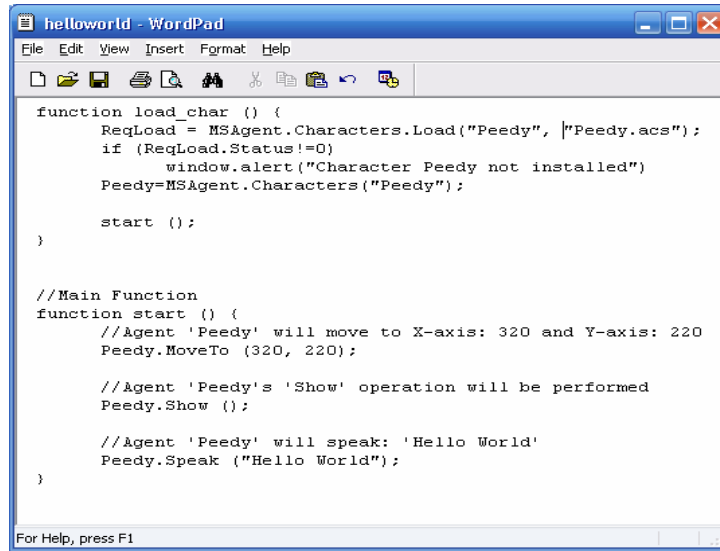 helloworld - WordPad
File Edit View Insert Format Help
function load_char () {
ReqLoad = MSAgent.Characters.Load("Peedy", "Peedy.acs");
if (ReqLoad.Status!=0)
window.alert("Character Peedy not installed")
Peedy=MSAgent.Characters("Peedy");
start ();
}
//Main Function
function start () {
//Agent 'Peedy' will move to X-axis: 320 and Y-axis: 220
Peedy.MoveTo (320, 220);
//Agent 'Peedy's 'Show' operation will be performed
Peedy.Show ();
//Agent 'Peedy' will speak: 'Hello World'
Peedy.Speak ("Hello World");
}
For Help, press F1